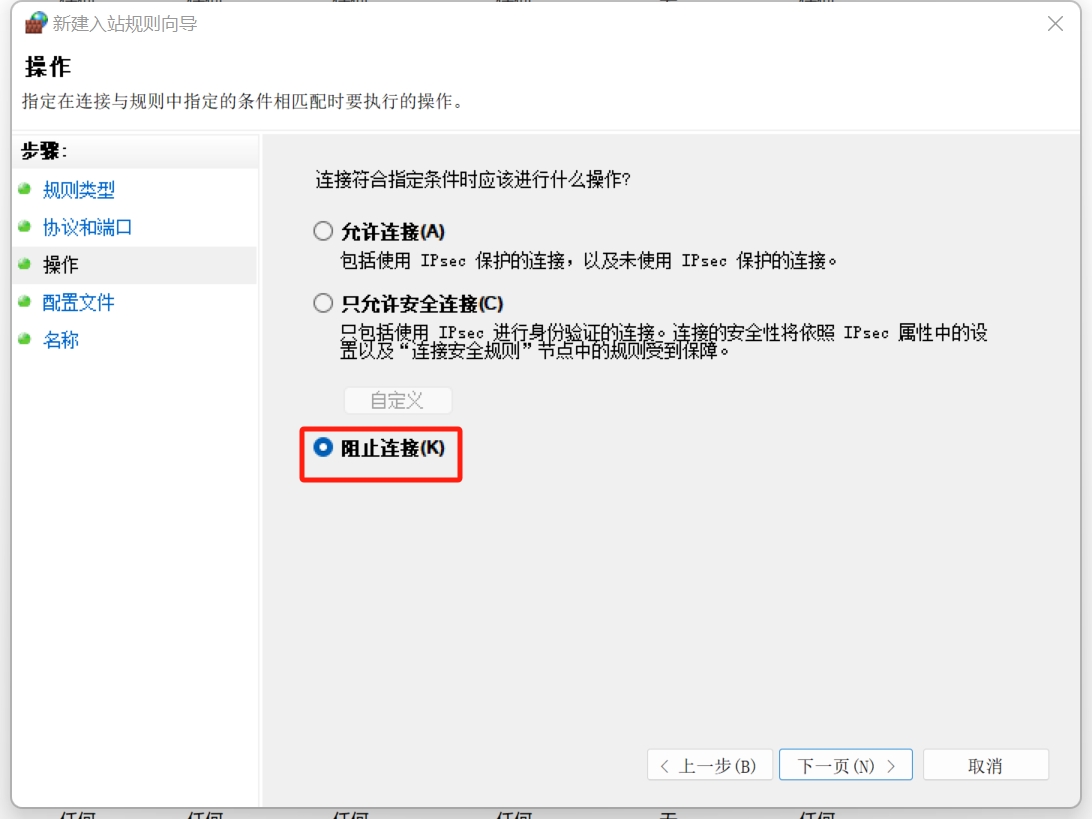 新建入站规则向导
操作
指定在连接与规则中指定的条件相匹配时要执行的操作。
步骤:
规则类型
协议和端口
操作
配置文件
名称
连接符合指定条件时应该进行什么操作?
允许连接(A)
包括使用 IPsec 保护的连接，以及未使用 IPsec 保护的连接。
只允许安全连接(C)
只包括使用 IPsec 进行身份验证的连接。连接的安全性将依照 IPsec 属性中的设
置以及“连接安全规则”节点中的规则受到保障。
自定义
阻止连接(K)
< 上一步(B)
下一页(N) >
取消
任何 任何 任何 任何 无 任何